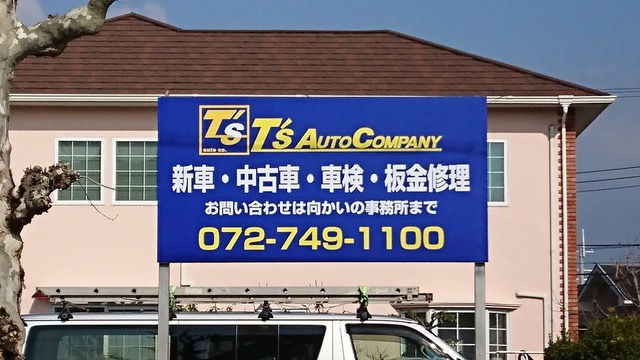 T's
auto co.
T's AUTOCOMPANY
新車・中古車・車検・板金修理
お問い合わせは向かいの事務所まで
072-749-1100